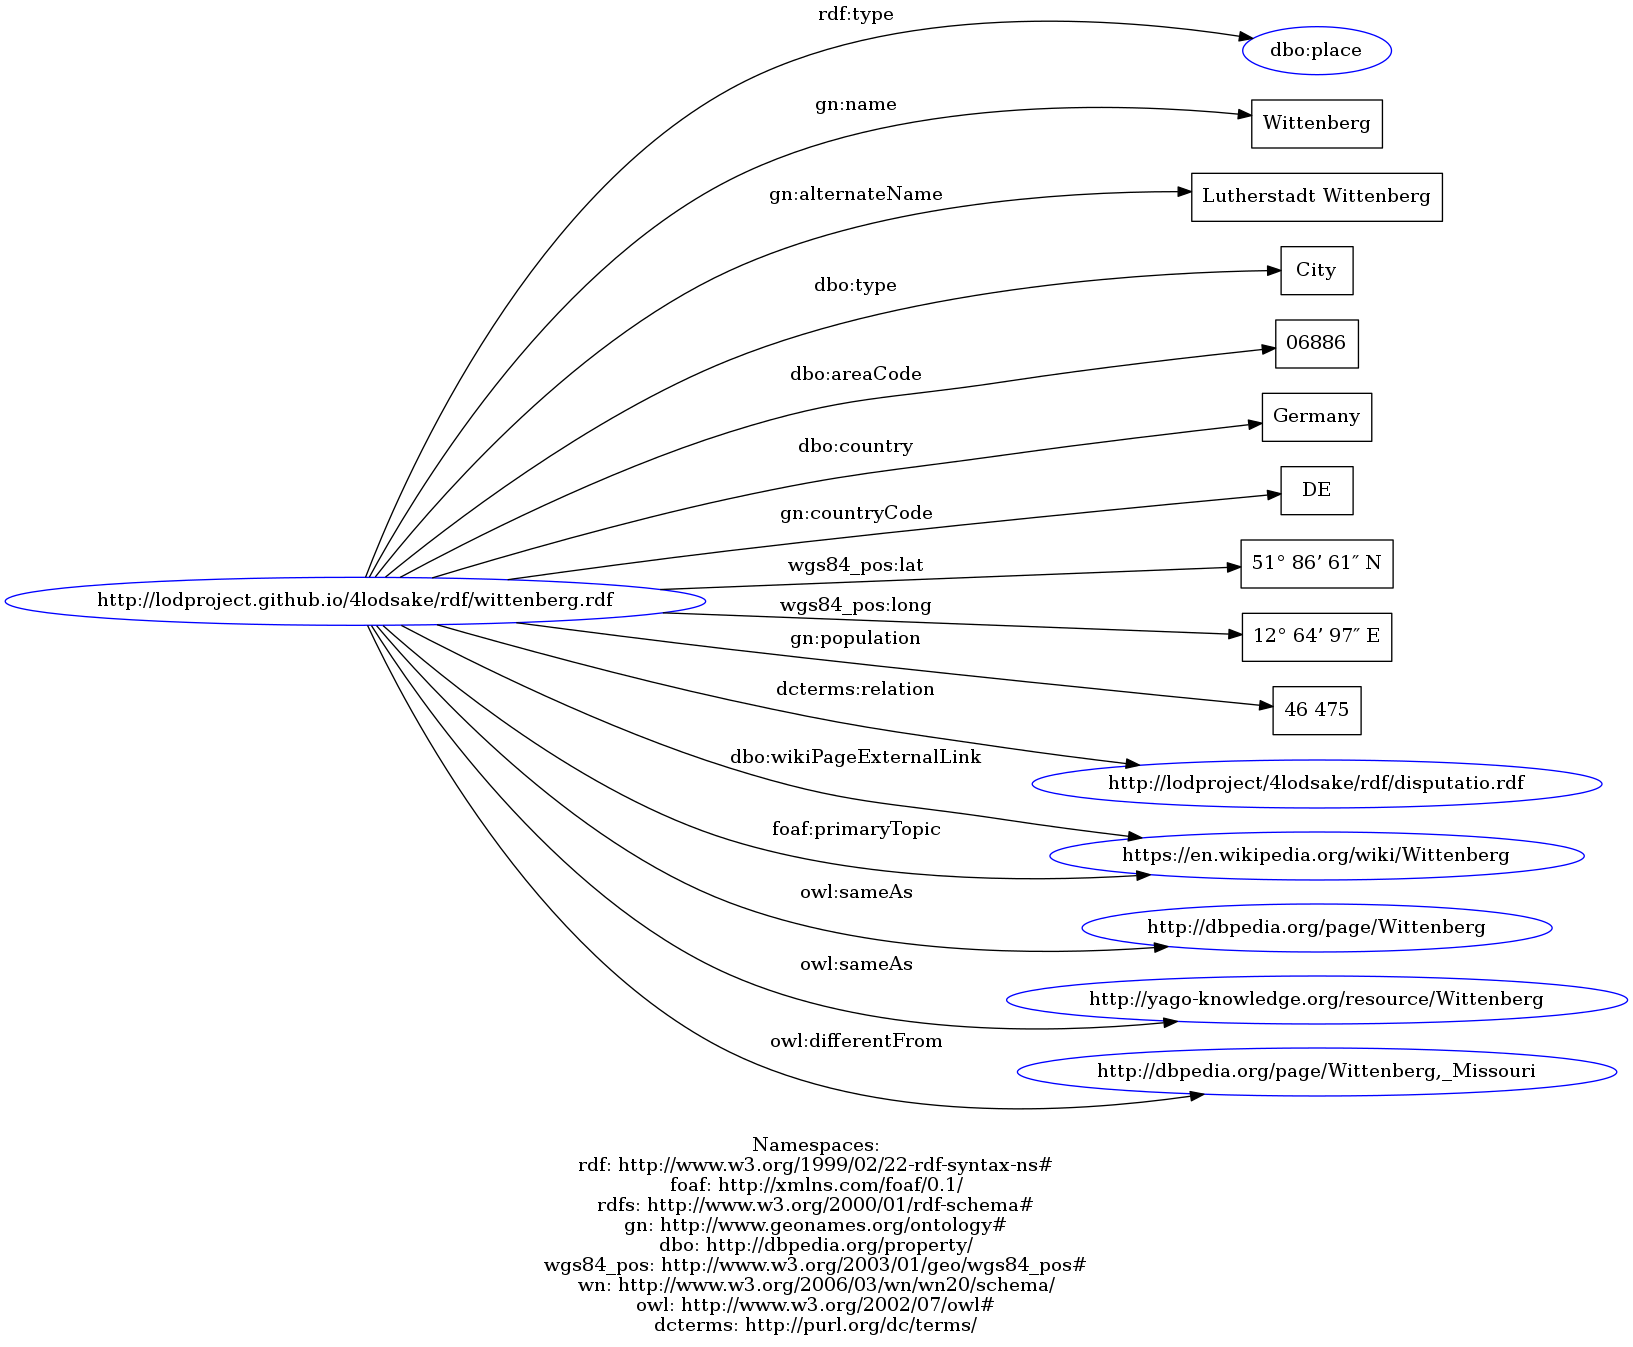 rdf:type
dbo:place
gn:name
Wittenberg
gn:alternateName
Lutherstadt Wittenberg
dbo:type
City
dbo:areaCode
06886
dbo:country
Germany
gn:countryCode
DE
wgs84_pos:lat
51° 86′ 61″ N
http://lodproject.github.io/4lodsake/rdf/wittenberg.rdf
wgs84_pos:long
12° 64′ 97″ E
gn:population
46 475
dcterms:relation
http://lodproject/4lodsake/rdf/disputatio.rdf
dbo:wikiPageExternalLink
foaf:primaryTopic
https://en.wikipedia.org/wiki/Wittenberg
owl:sameAs
http://dbpedia.org/page/Wittenberg
owl:sameAs
http://yago-knowledge.org/resource/Wittenberg
owl:differentFrom
http://dbpedia.org/page/Wittenberg,_Missouri
Namespaces:
rdf: http://www.w3.org/1999/02/22-rdf-syntax-ns#
foaf: http://xmlns.com/foaf/0.1/
rdfs: http://www.w3.org/2000/01/rdf-schema#
gn: http://www.geonames.org/ontology#
dbo: http://dbpedia.org/property/
wgs84_pos: http://www.w3.org/2003/01/geo/wgs84_pos#
wn: http://www.w3.org/2006/03/wn/wn20/schema/
owl: http://www.w3.org/2002/07/owl#
dcterms: http://purl.org/dc/terms/